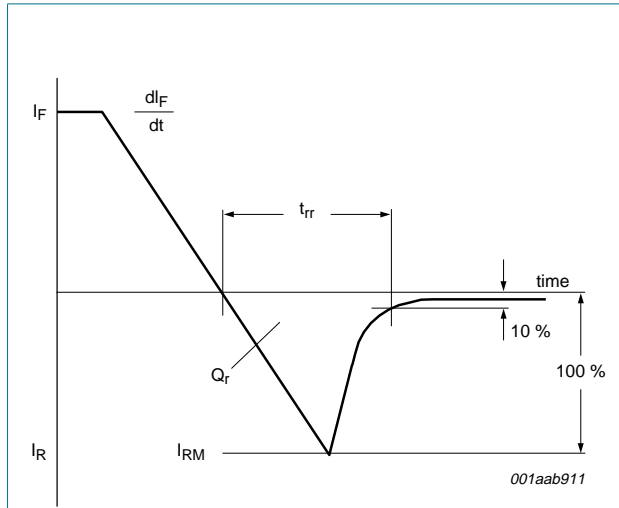 I_F
dI_F
dt
t_rr
time
10 %
Q_r
100 %
I_R
I_RM
001aab911